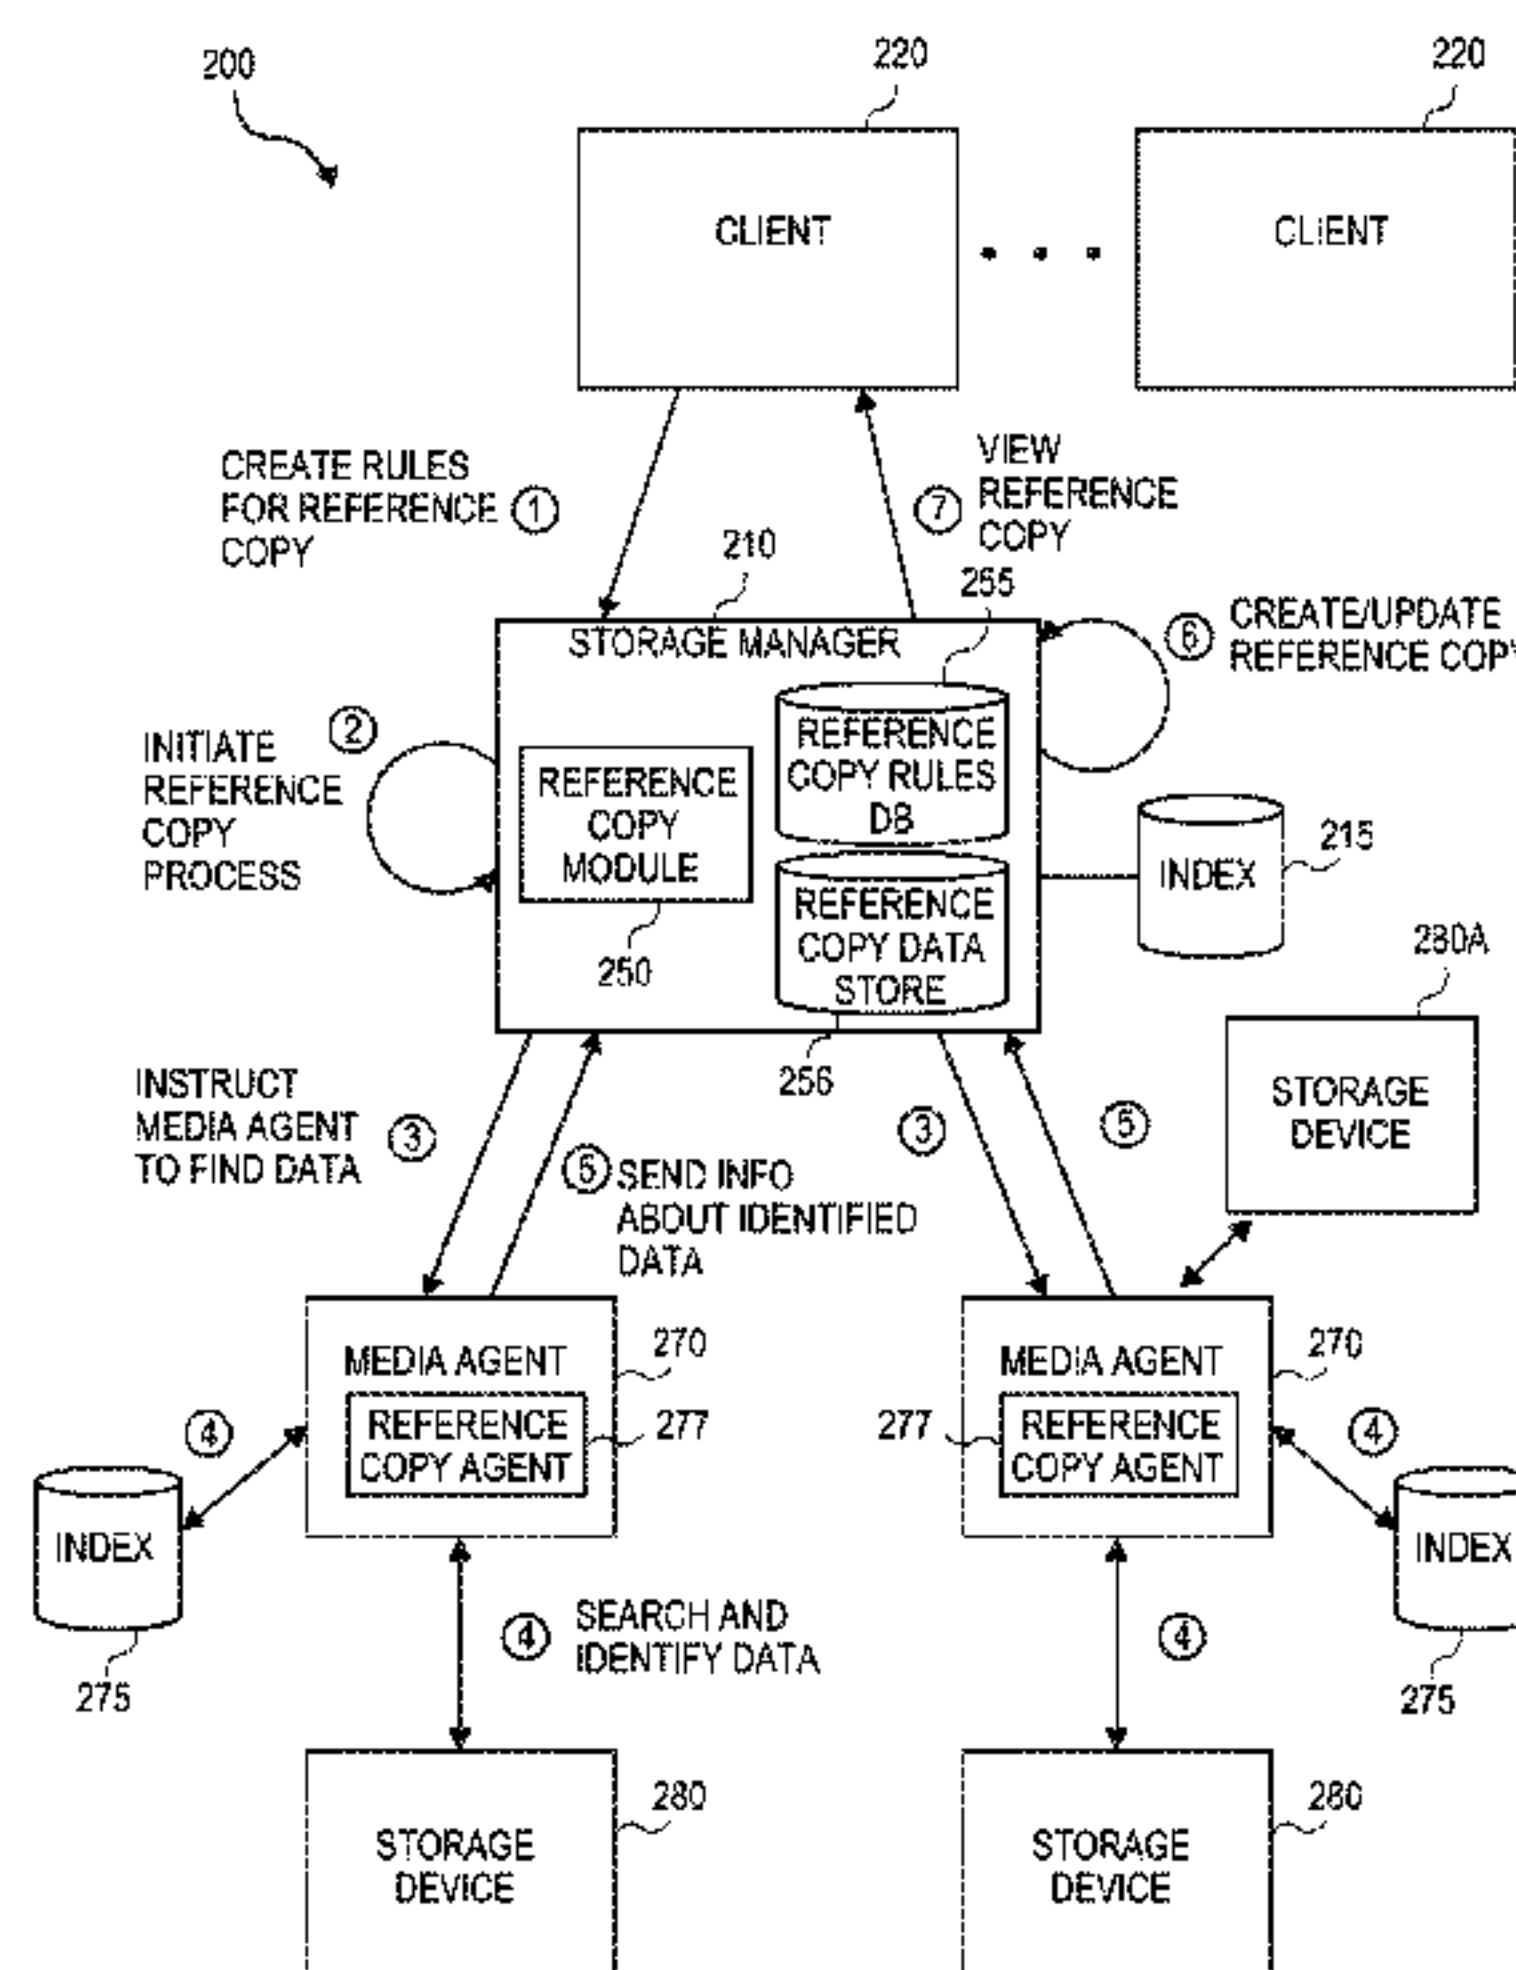 200
220
220
CLIENT
CLIENT
CREATE RULES
FOR REFERENCE
COPY
1
7
VIEW
REFERENCE
COPY
210
255
STORAGE MANAGER
6
CREATE/UPDATE
REFERENCE COPY
2
INITIATE
REFERENCE
COPY
PROCESS
REFERENCE
COPY
MODULE
250
REFERENCE
COPY RULES
DB
REFERENCE
COPY DATA
STORE
256
INDEX
215
280A
STORAGE
DEVICE
INSTRUCT
MEDIA AGENT
TO FIND DATA
3
5
SEND INFO
ABOUT IDENTIFIED
DATA
3
5
MEDIA AGENT
270
REFERENCE
COPY AGENT
277
MEDIA AGENT
270
277
REFERENCE
COPY AGENT
4
INDEX
275
4
INDEX
275
4
SEARCH AND
IDENTIFY DATA
4
STORAGE
DEVICE
280
STORAGE
DEVICE
280